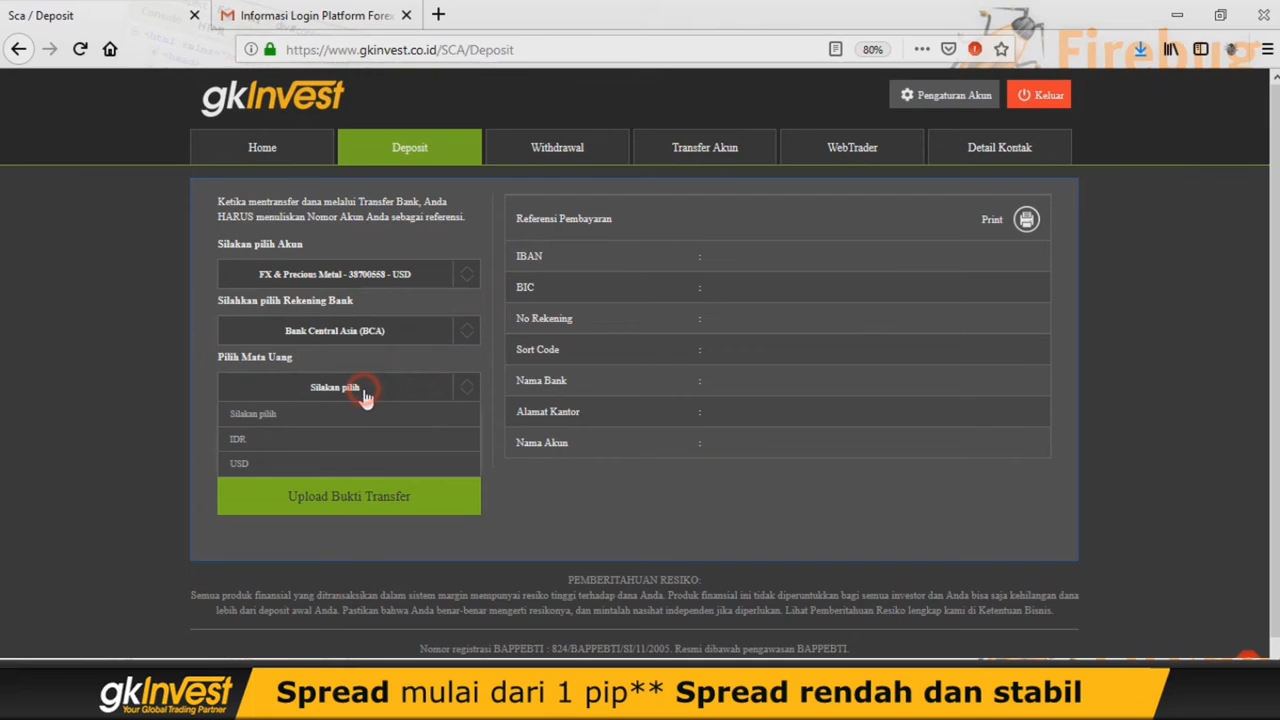 Sca / Deposit
Informasi Login Platform Forex
https://www.gkinvest.co.id/SCA/Deposit
80%
Firebug
gkInvest
Pengaturan Akun
Keluar
Home
Deposit
Withdrawal
Transfer Akun
WebTrader
Detail Kontak
Ketika mentransfer dana melalui Transfer Bank, Anda
HARUS menuliskan Nomor Akun Anda sebagai referensi.
Silakan pilih Akun
FX & Precious Metal - 38700558 - USD
Silahkan pilih Rekening Bank
Bank Central Asia (BCA)
Pilih Mata Uang
Silakan pilih
Silakan pilih
IDR
USD
Upload Bukti Transfer
Referensi Pembayaran
Print
IBAN :
BIC :
No Rekening :
Sort Code :
Nama Bank :
Alamat Kantor :
Nama Akun :
PEMBERITAHUAN RESIKO:
Semua produk finansial yang ditransaksikan dalam sistem margin mempunyai resiko tinggi terhadap dana Anda. Produk finansial ini tidak diperuntukkan bagi semua investor dan Anda bisa saja kehilangan dana
lebih dari deposit awal Anda. Pastikan bahwa Anda benar-benar mengerti resikonya, dan mintalah nasihat independen jika diperlukan. Lihat Pemberitahuan Resiko lengkap kami di Ketentuan Bisnis.
Nomor registrasi BAPPEBTI : 824/BAPPEBTI/SI/11/2005. Resmi dibawah pengawasan BAPPEBTI.
gkInvest
Your Global Trading Partner
Spread mulai dari 1 pip** Spread rendah dan stabil